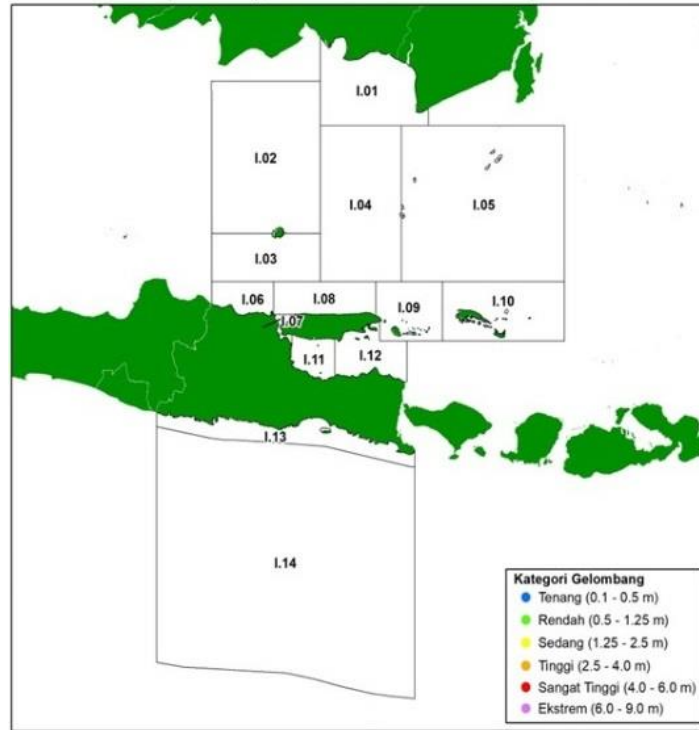 I.01
I.02
I.04
I.05
I.03
I.06
I.08
I.09
I.10
I.07
I.11
I.12
I.13
I.14
Kategori Gelombang
Tenang (0.1 - 0.5 m)
Rendah (0.5 - 1.25 m)
Sedang (1.25 - 2.5 m)
Tinggi (2.5 - 4.0 m)
Sangat Tinggi (4.0 - 6.0 m)
Ekstrem (6.0 - 9.0 m)